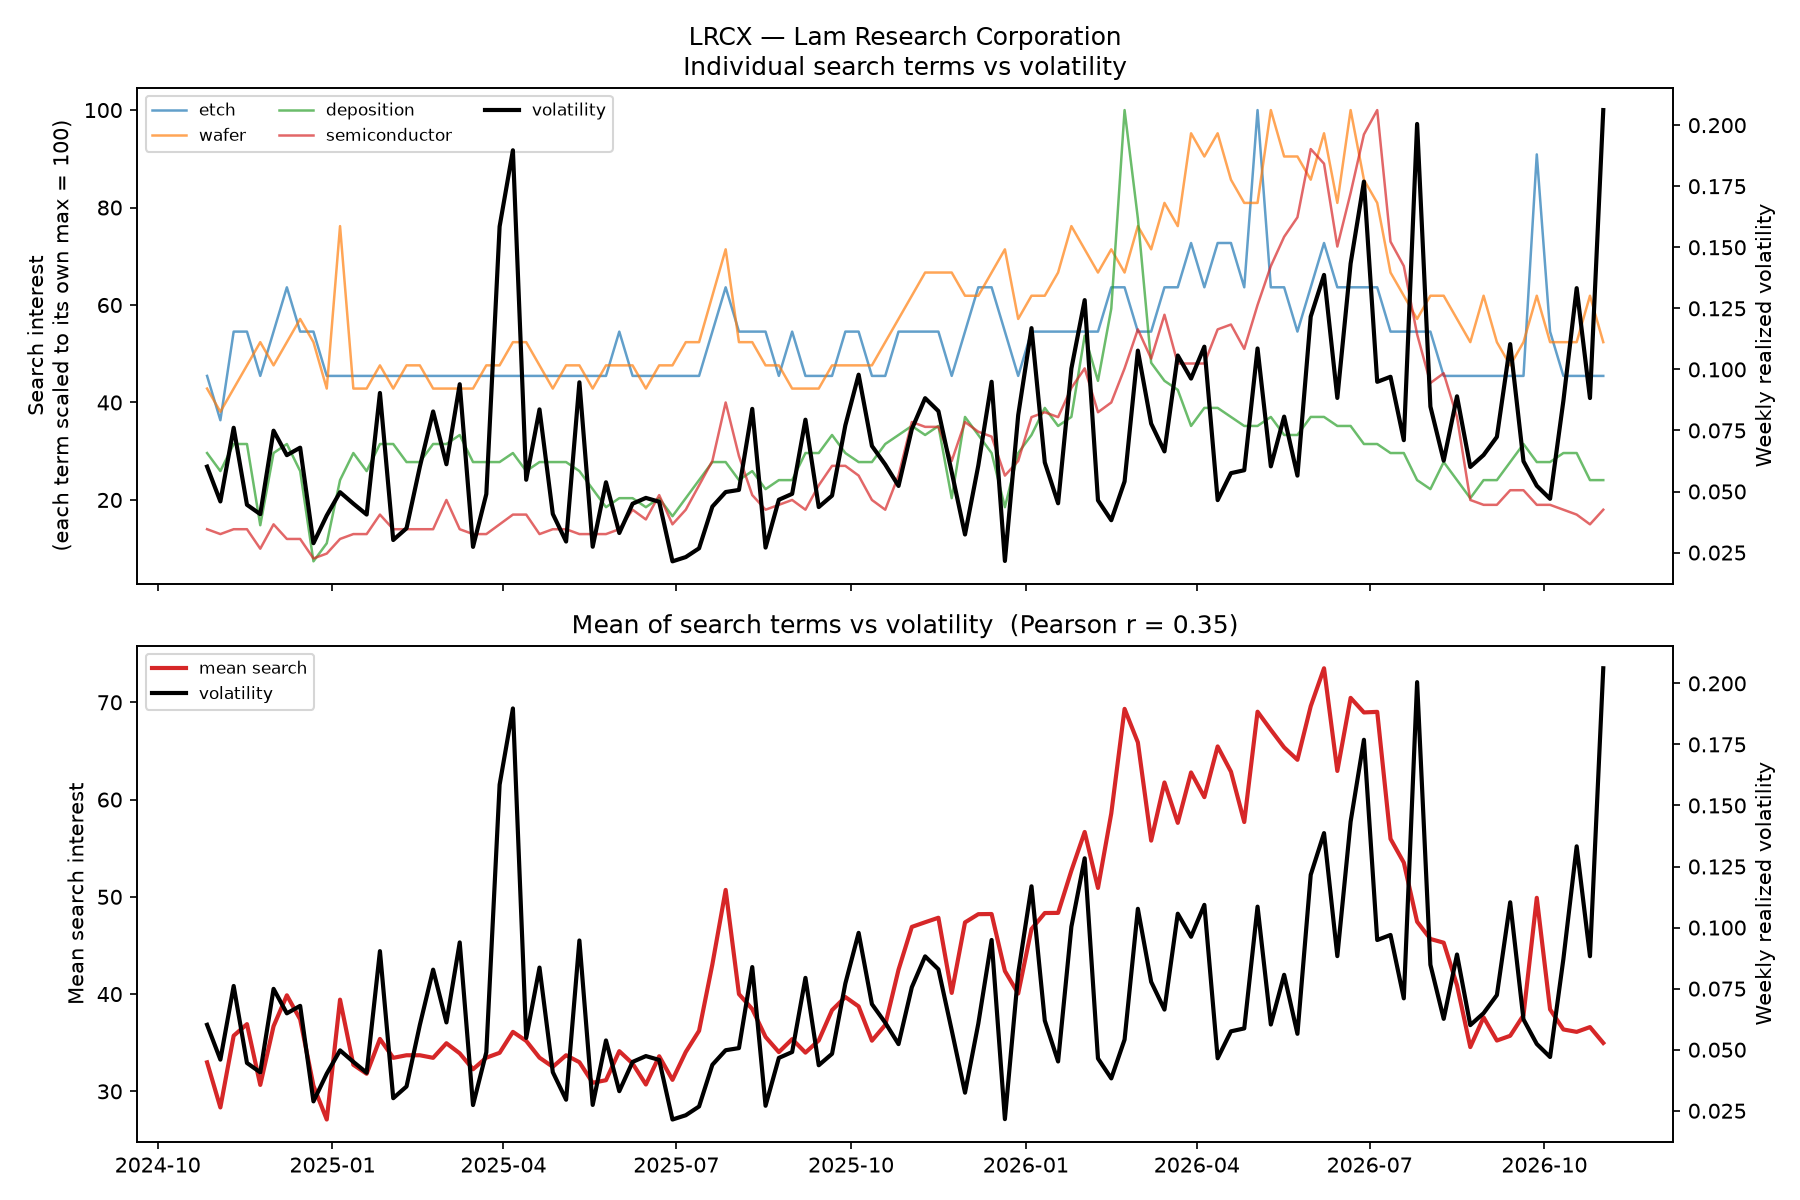 LRCX — Lam Research Corporation
Individual search terms vs volatility
etch
wafer
deposition
semiconductor
volatility
Search interest
(each term scaled to its own max = 100)
100
80
60
40
20
Weekly realized volatility
0.200
0.175
0.150
0.125
0.100
0.075
0.050
0.025
Mean of search terms vs volatility (Pearson r = 0.35)
mean search
volatility
Mean search interest
70
60
50
40
30
Weekly realized volatility
0.200
0.175
0.150
0.125
0.100
0.075
0.050
0.025
2024-10
2025-01
2025-04
2025-07
2025-10
2026-01
2026-04
2026-07
2026-10